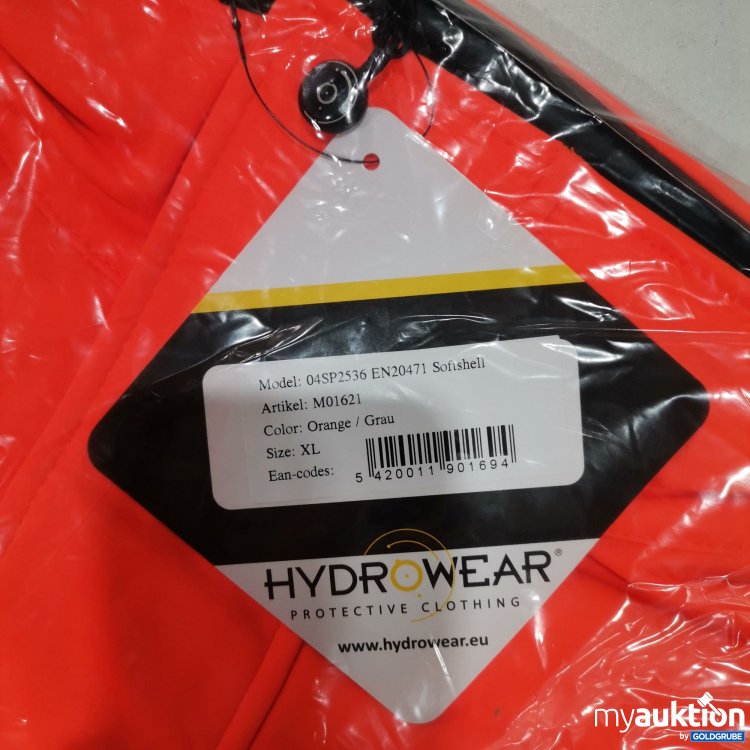 Model: 04SP2536 EN20471 Softshell
Artikel: M01621
Color: Orange / Grau
Size: XL
Ean-codes:
5 420011 901694
HYDROWEAR®
PROTECTIVE CLOTHING
www.hydrowear.eu
myauktion
by GOLDGRUBE